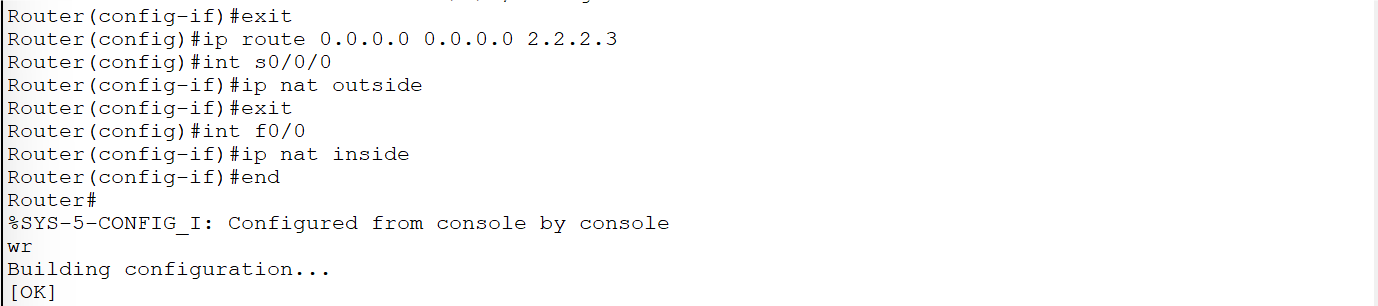 Router(config-if)#exit
Router(config)#ip route 0.0.0.0 0.0.0.0 2.2.2.3
Router(config)#int s0/0/0
Router(config-if)#ip nat outside
Router(config-if)#exit
Router(config)#int f0/0
Router(config-if)#ip nat inside
Router(config-if)#end
Router#
%SYS-5-CONFIG_I: Configured from console by console
wr
Building configuration...
[OK]